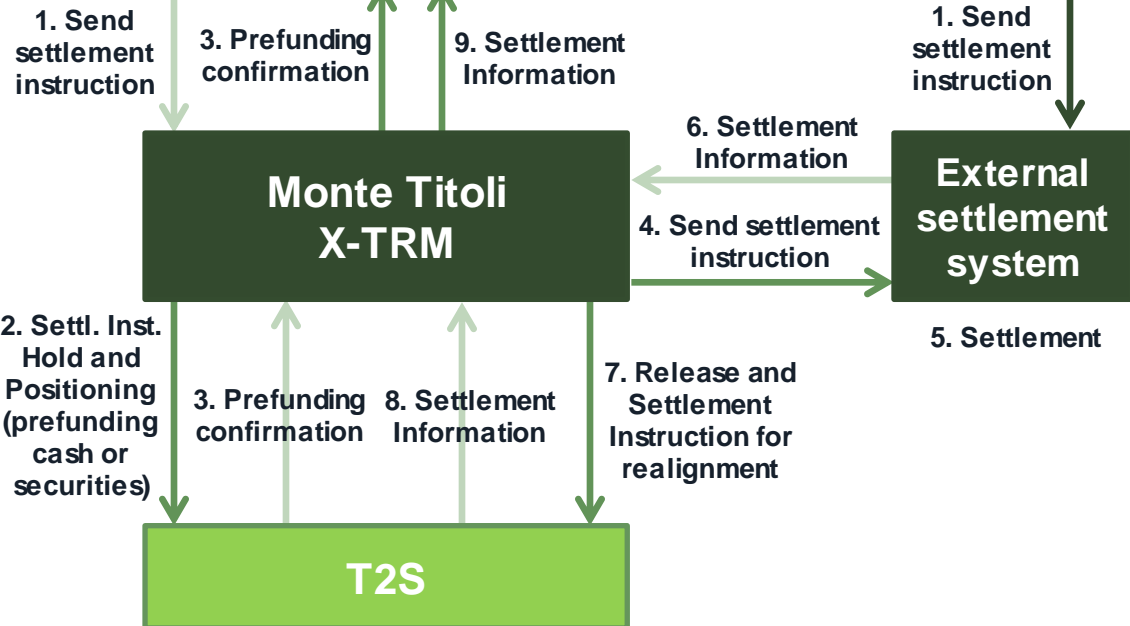 1. Send
settlement
instruction
3. Prefunding
confirmation
9. Settlement
Information
1. Send
settlement
instruction
6. Settlement
Information
Monte Titoli
X-TRM
4. Send settlement
instruction
External
settlement
system
5. Settlement
2. Settl. Inst.
Hold and
Positioning
(prefunding
cash or
securities)
3. Prefunding
confirmation
8. Settlement
Information
7. Release and
Settlement
Instruction for
realignment
T2S